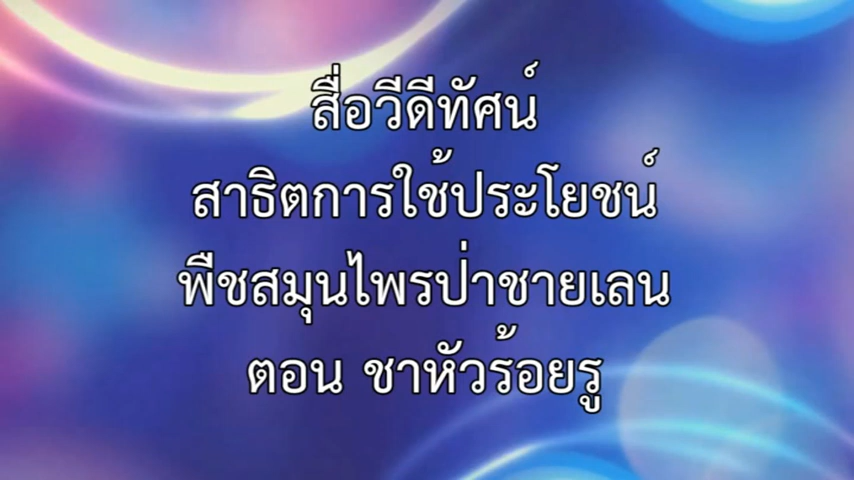 สื่อวีดีทัศน์
สาธิตการใช้ประโยชน์
พืชสมุนไพรป่าชายเลน
ตอน ชาหัวร้อยรู